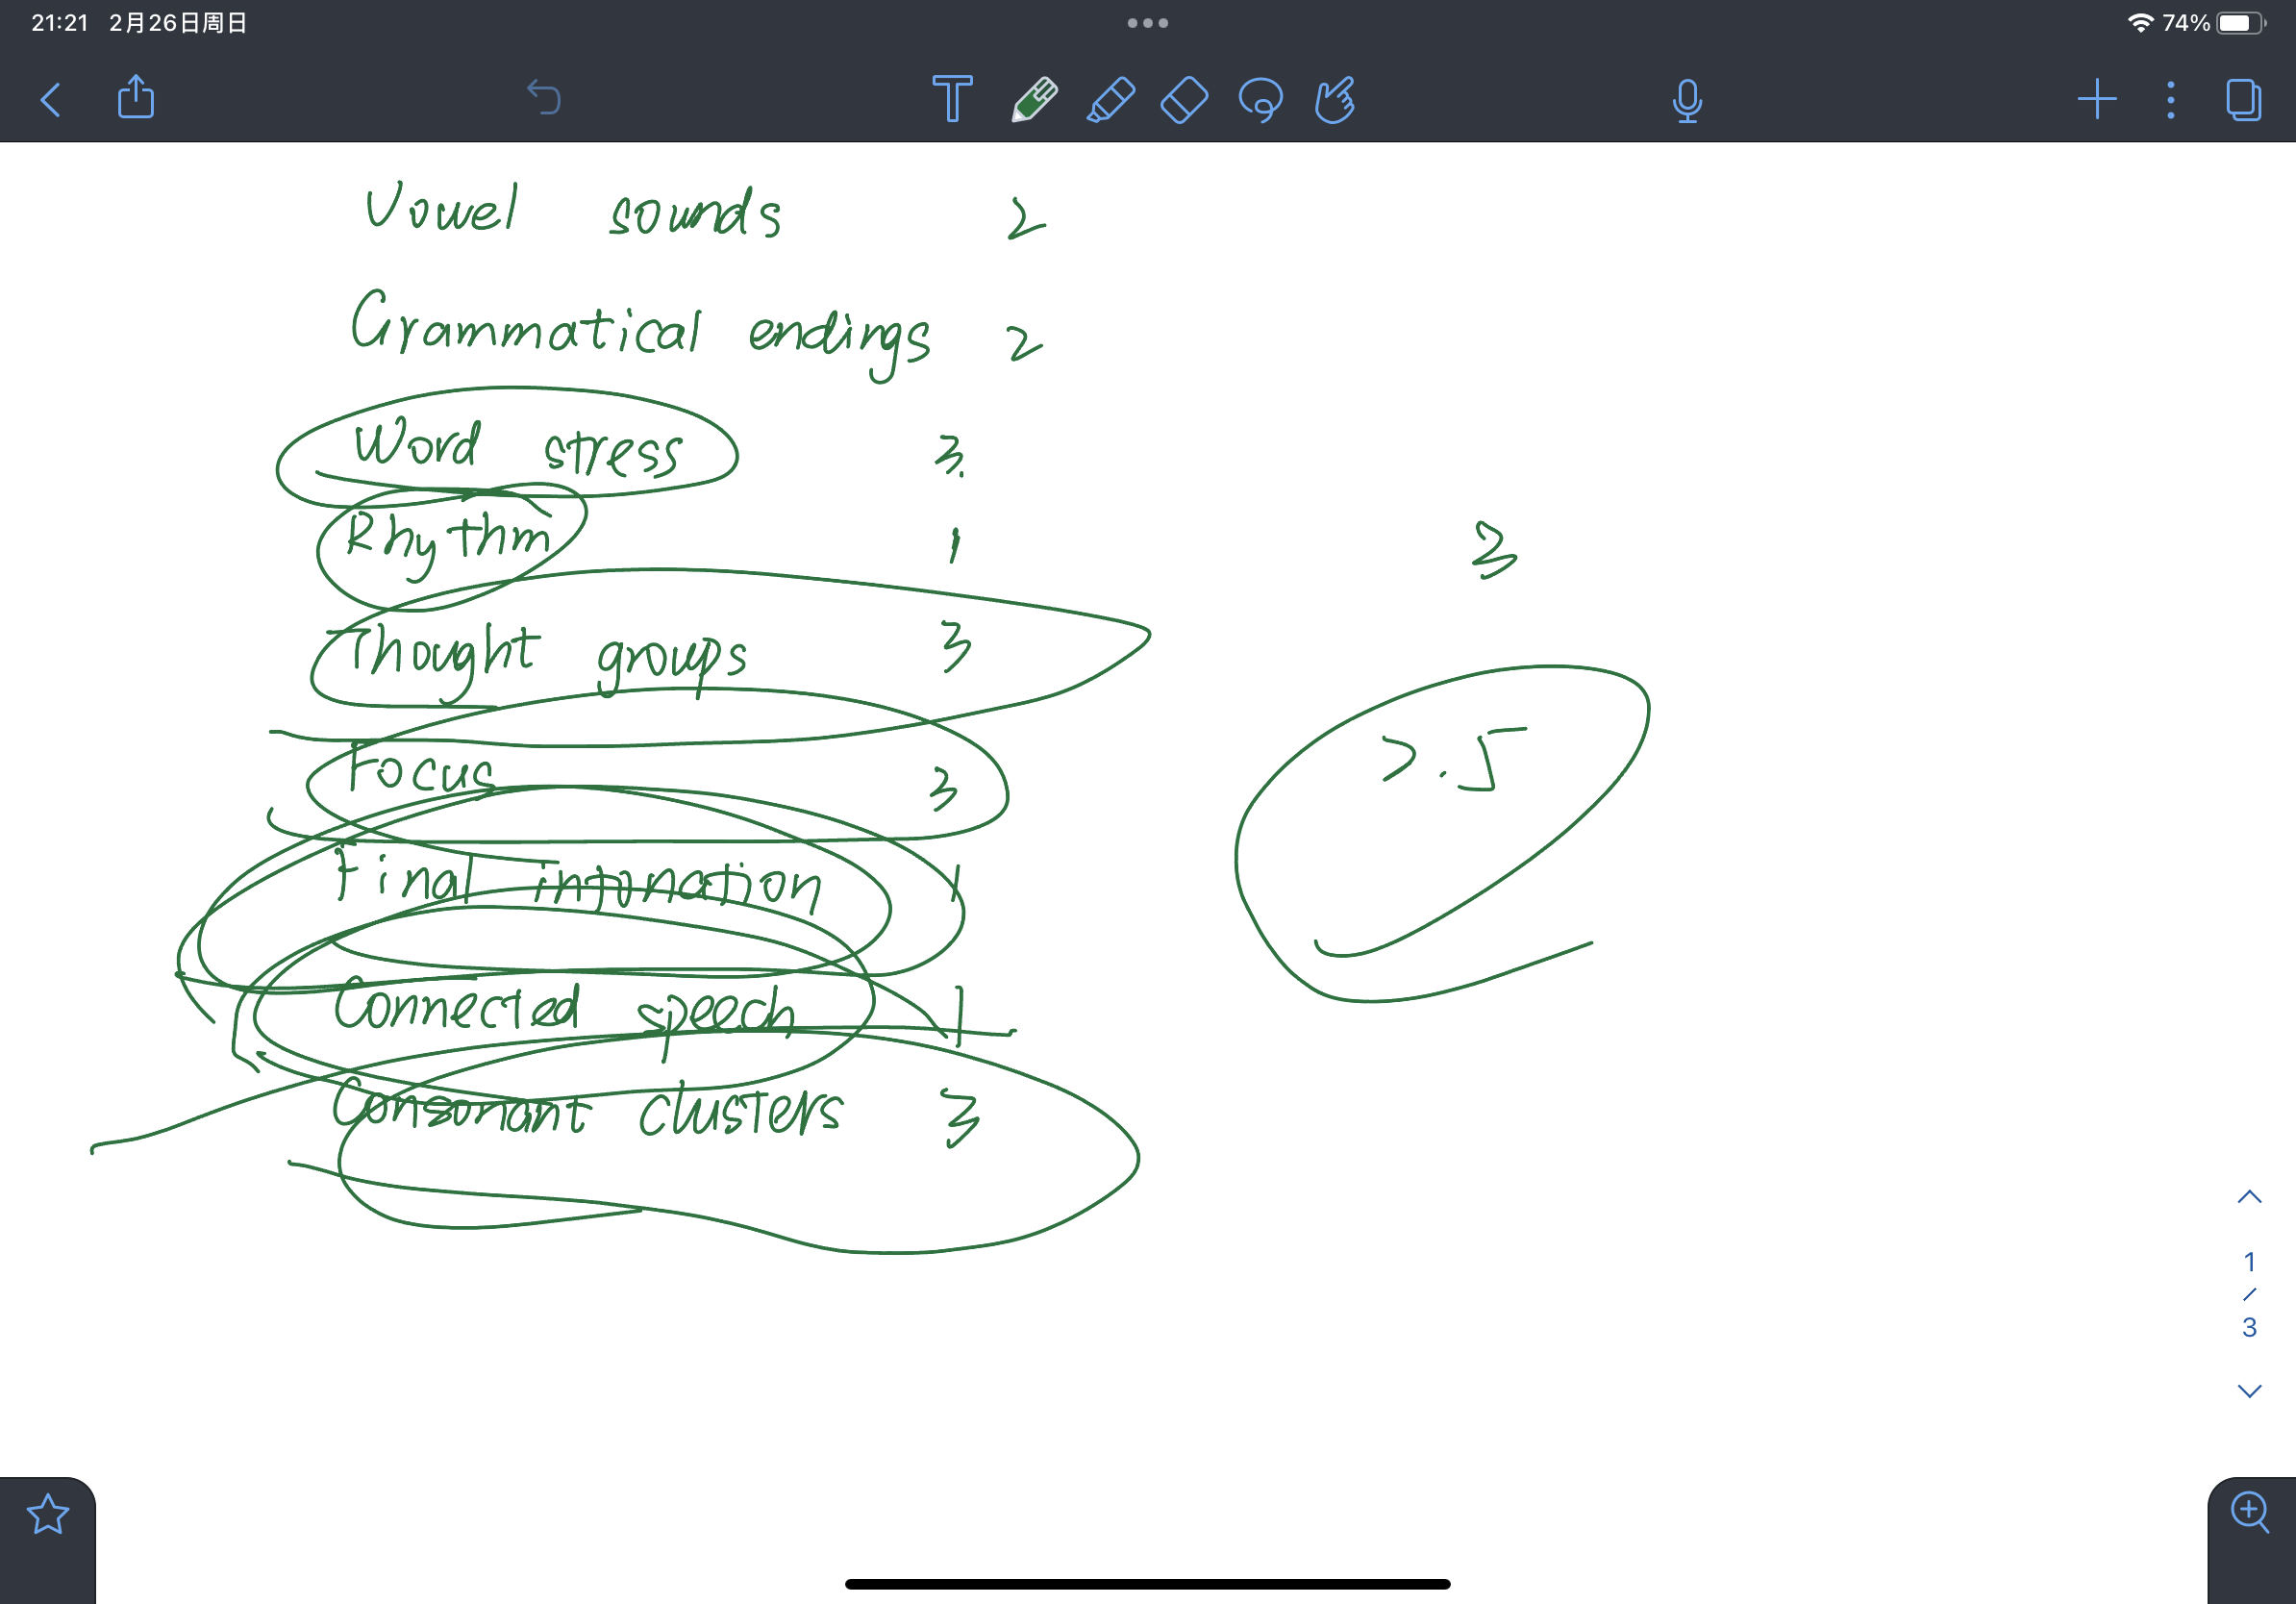 21:21 2月26日周日 74%
Vowel sounds 2
Grammatical endings 2
Word stress 3
Rhythm 1
3
Thought groups 3
Focus 3
7.5
Final intonation 1
Connected speech 1
Consonant clusters 3
1
/
3